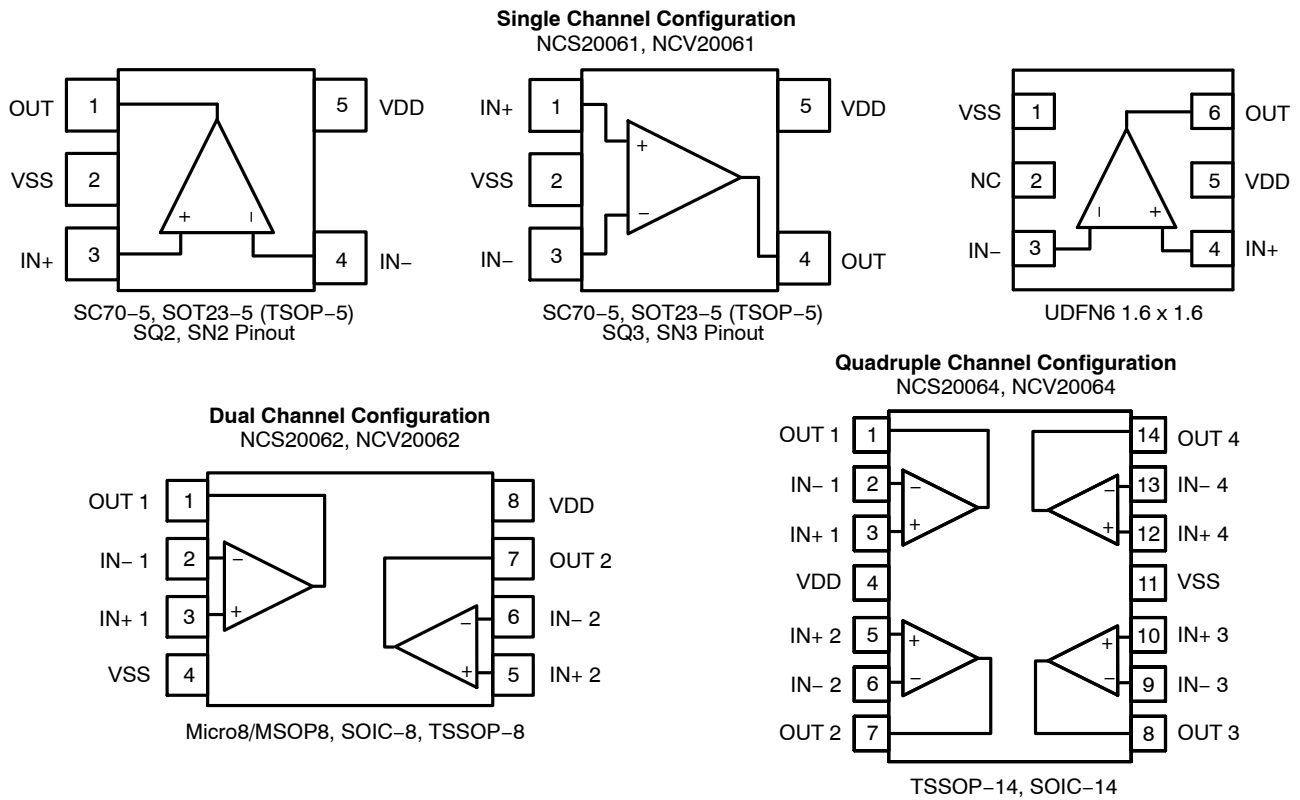 Single Channel Configuration
NCS20061, NCV20061
OUT 1
5 VDD
VSS 2
IN+ 3
4 IN−
+ −
SC70−5, SOT23−5 (TSOP−5)
SQ2, SN2 Pinout
IN+ 1
5 VDD
VSS 2
IN− 3
4 OUT
+
−
SC70−5, SOT23−5 (TSOP−5)
SQ3, SN3 Pinout
VSS 1
6 OUT
NC 2
5 VDD
IN− 3
4 IN+
− +
UDFN6 1.6 x 1.6
Dual Channel Configuration
NCS20062, NCV20062
OUT 1 1
8 VDD
IN− 1 2
−
7 OUT 2
IN+ 1 3
+
−
6 IN− 2
VSS 4
+
5 IN+ 2
Micro8/MSOP8, SOIC−8, TSSOP−8
Quadruple Channel Configuration
NCS20064, NCV20064
OUT 1 1
14 OUT 4
IN− 1 2
−
−
13 IN− 4
IN+ 1 3
+
+
12 IN+ 4
VDD 4
11 VSS
IN+ 2 5
+
+
10 IN+ 3
IN− 2 6
−
−
9 IN− 3
OUT 2 7
8 OUT 3
TSSOP−14, SOIC−14